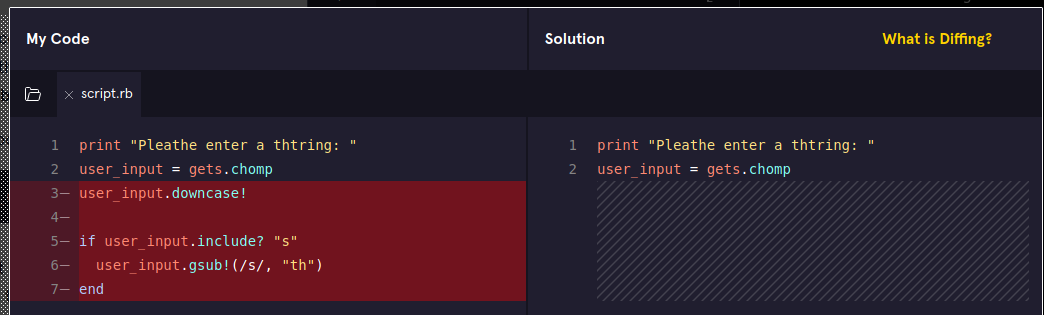 My Code
Solution
What is Diffing?
× script.rb
1 print "Pleathe enter a thtring: "
2 user_input = gets.chomp
3– user_input.downcase!
4–
5– if user_input.include? "s"
6–   user_input.gsub!(/s/, "th")
7– end
1 print "Pleathe enter a thtring: "
2 user_input = gets.chomp